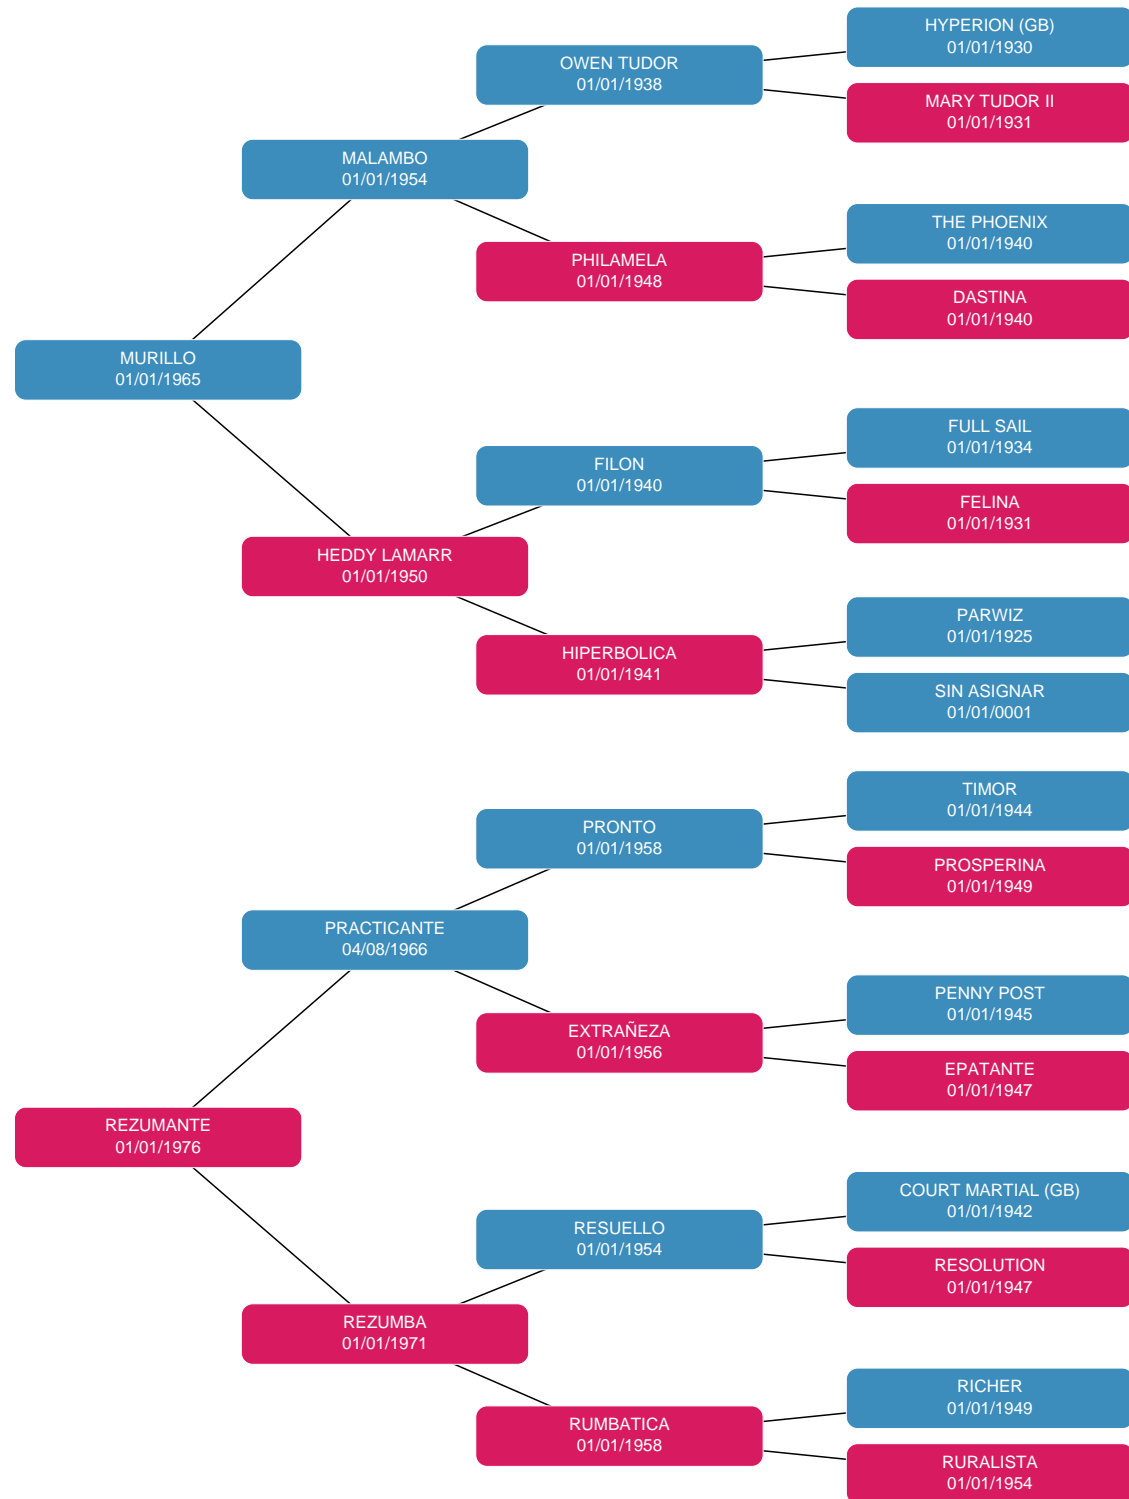 HYPERION (GB)
01/01/1930
OWEN TUDOR
01/01/1938
MARY TUDOR II
01/01/1931
MALAMBO
01/01/1954
THE PHOENIX
01/01/1940
PHILAMELA
01/01/1948
DASTINA
01/01/1940
MURILLO
01/01/1965
FULL SAIL
01/01/1934
FILON
01/01/1940
FELINA
01/01/1931
HEDDY LAMARR
01/01/1950
PARWIZ
01/01/1925
HIPERBOLICA
01/01/1941
SIN ASIGNAR
01/01/0001
TIMOR
01/01/1944
PRONTO
01/01/1958
PROSPERINA
01/01/1949
PRACTICANTE
04/08/1966
PENNY POST
01/01/1945
EXTRAÑEZA
01/01/1956
EPATANTE
01/01/1947
REZUMANTE
01/01/1976
COURT MARTIAL (GB)
01/01/1942
RESUELLO
01/01/1954
RESOLUTION
01/01/1947
REZUMBA
01/01/1971
RICHER
01/01/1949
RUMBATICA
01/01/1958
RURALISTA
01/01/1954